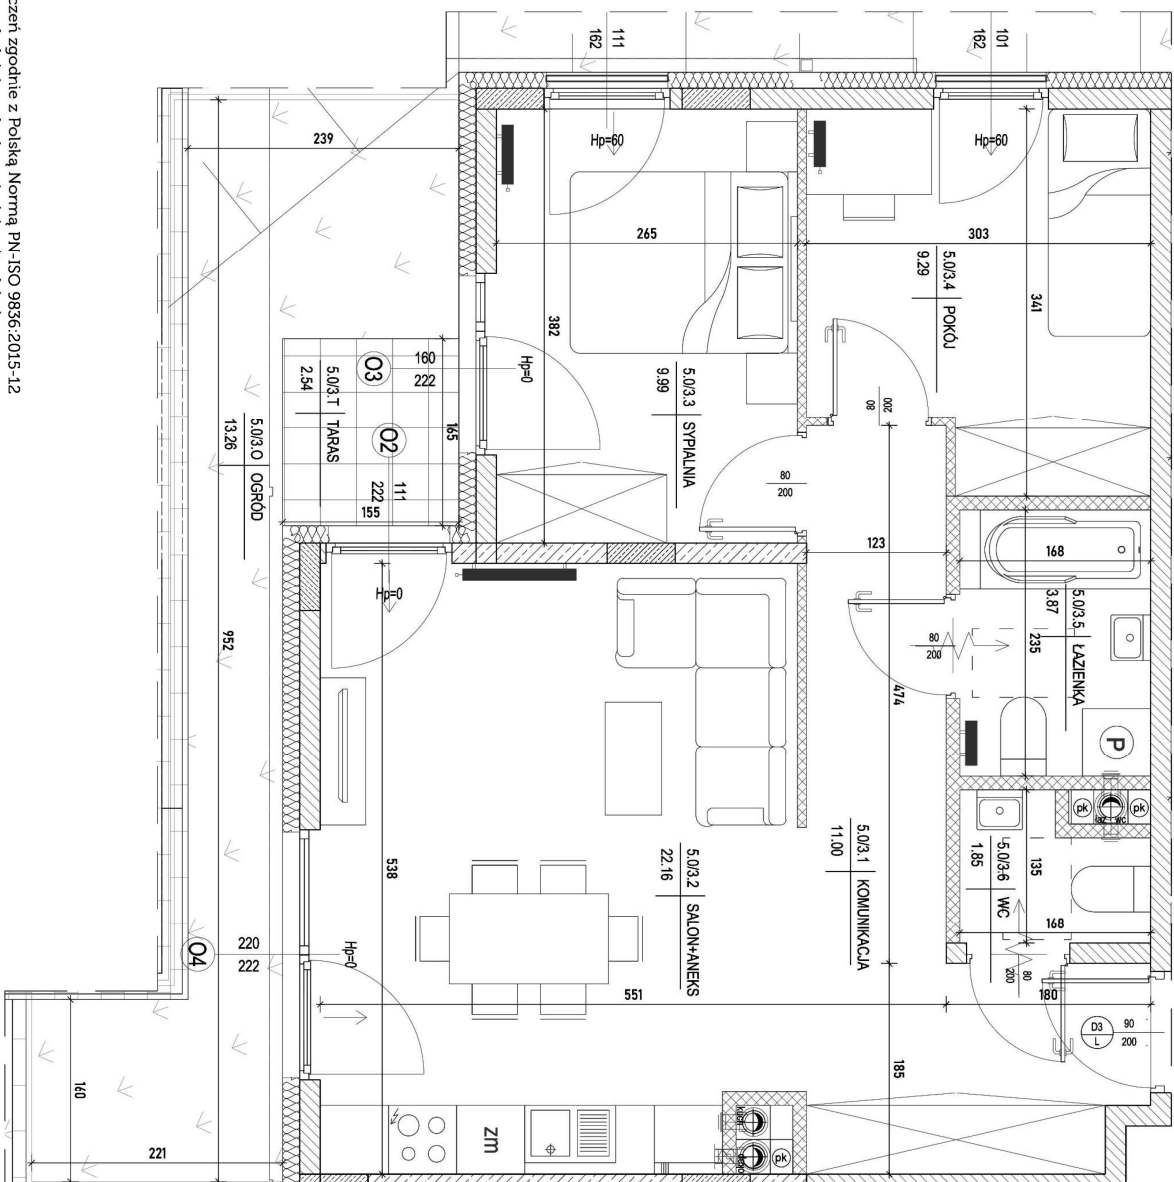 czeń zgodnie z Polską Normą PN-ISO 9836:2015-12
111
162
101
162
Hp=60
Hp=60
239
265
303
5.0/3.4 POKÓJ
9.29
341
382
Hp=0
160
222
O3
5.0/3.T TARAS
2.54
O2
165
111
222
155
5.0/3.3 SYPIALNIA
9.99
200
80
80
200
5.0/3.O OGRÓD
13.26
123
168
5.0/3.5 ŁAZIENKA
3.87
235
80
200
Hp=0
952
474
P
pk
łaz
wc
pk
5.0/3.1 KOMUNIKACJA
11.00
5.0/3.2 SALON+ANEKS
22.16
5.0/3.6 WC
1.85
135
168
538
O4
220
222
Hp=0
551
80
200
180
D3
L
90
200
185
160
221
zm
kuch
pk